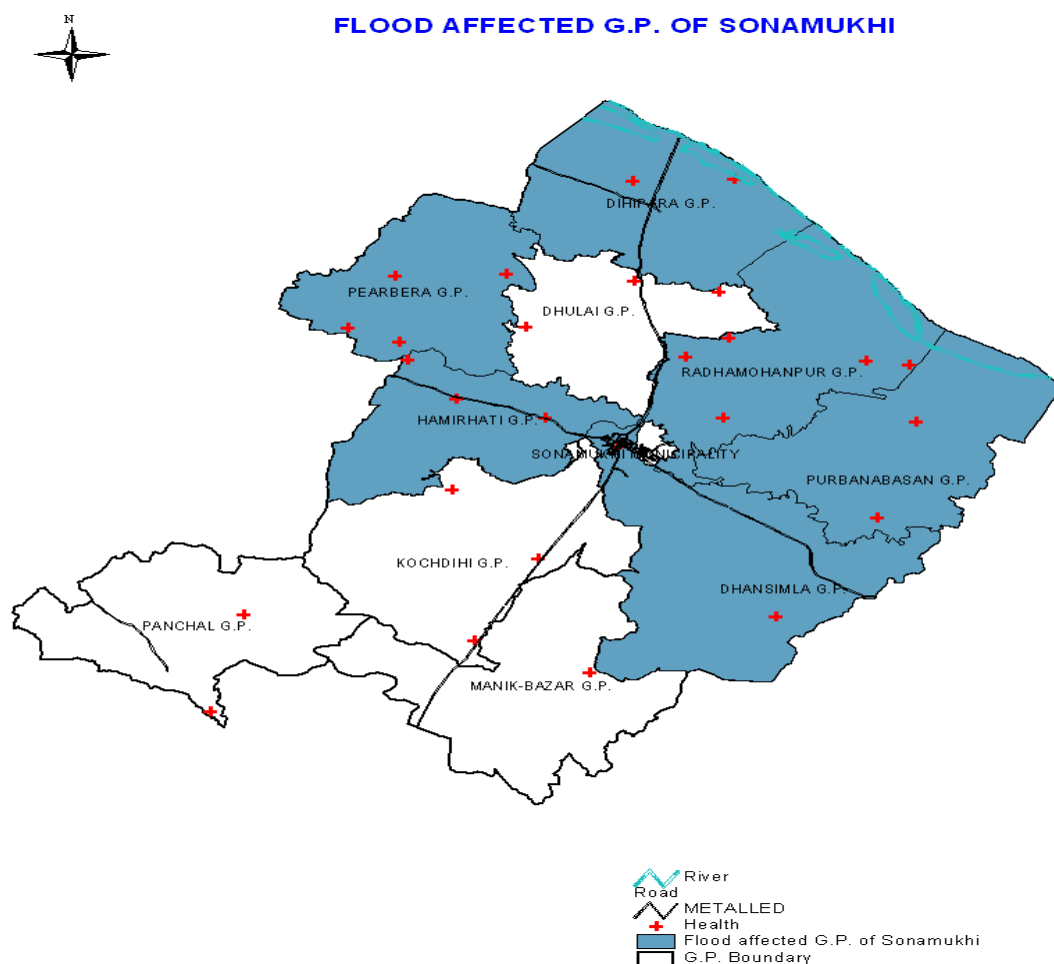 N
FLOOD AFFECTED G.P. OF SONAMUKHI
DIHIPARA G.P.
PEARBERA G.P.
DHULAI G.P.
RADHAMOHANPUR G.P.
HAMIRHATI G.P.
SONAMUKHI MUNICIPALITY
PURBANABASAN G.P.
KOCHDIHI G.P.
DHANSIMLA G.P.
PANCHAL G.P.
MANIK-BAZAR G.P.
River
Road
METALLED
Health
Flood affected G.P. of Sonamukhi
G.P. Boundary